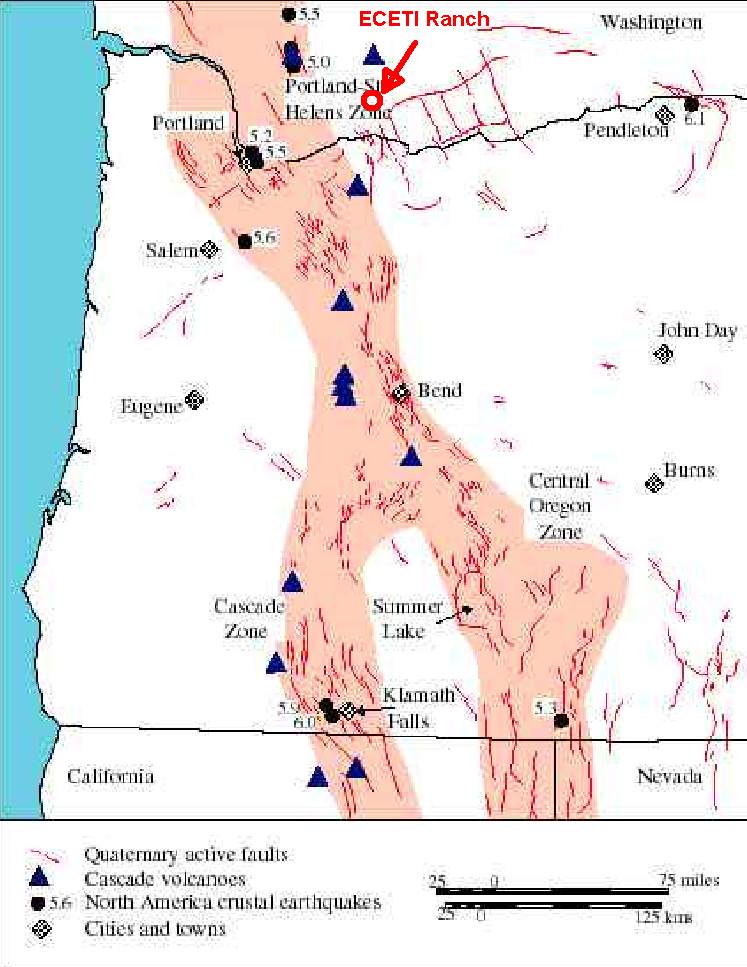 5.5
ECETI Ranch
Washington
5.0
Portland-St
Helens Zone
Portland
5.2
5.5
Pendleton
6.1
Salem
5.6
John Day
Eugene
Bend
Burns
Central
Oregon
Zone
Cascade
Zone
Summer
Lake
Klamath
Falls
5.9
6.0
5.3
California
Nevada
Quaternary active faults
Cascade volcanoes
5.6 North America crustal earthquakes
Cities and towns
25 0 75 miles
25 0 125 kms